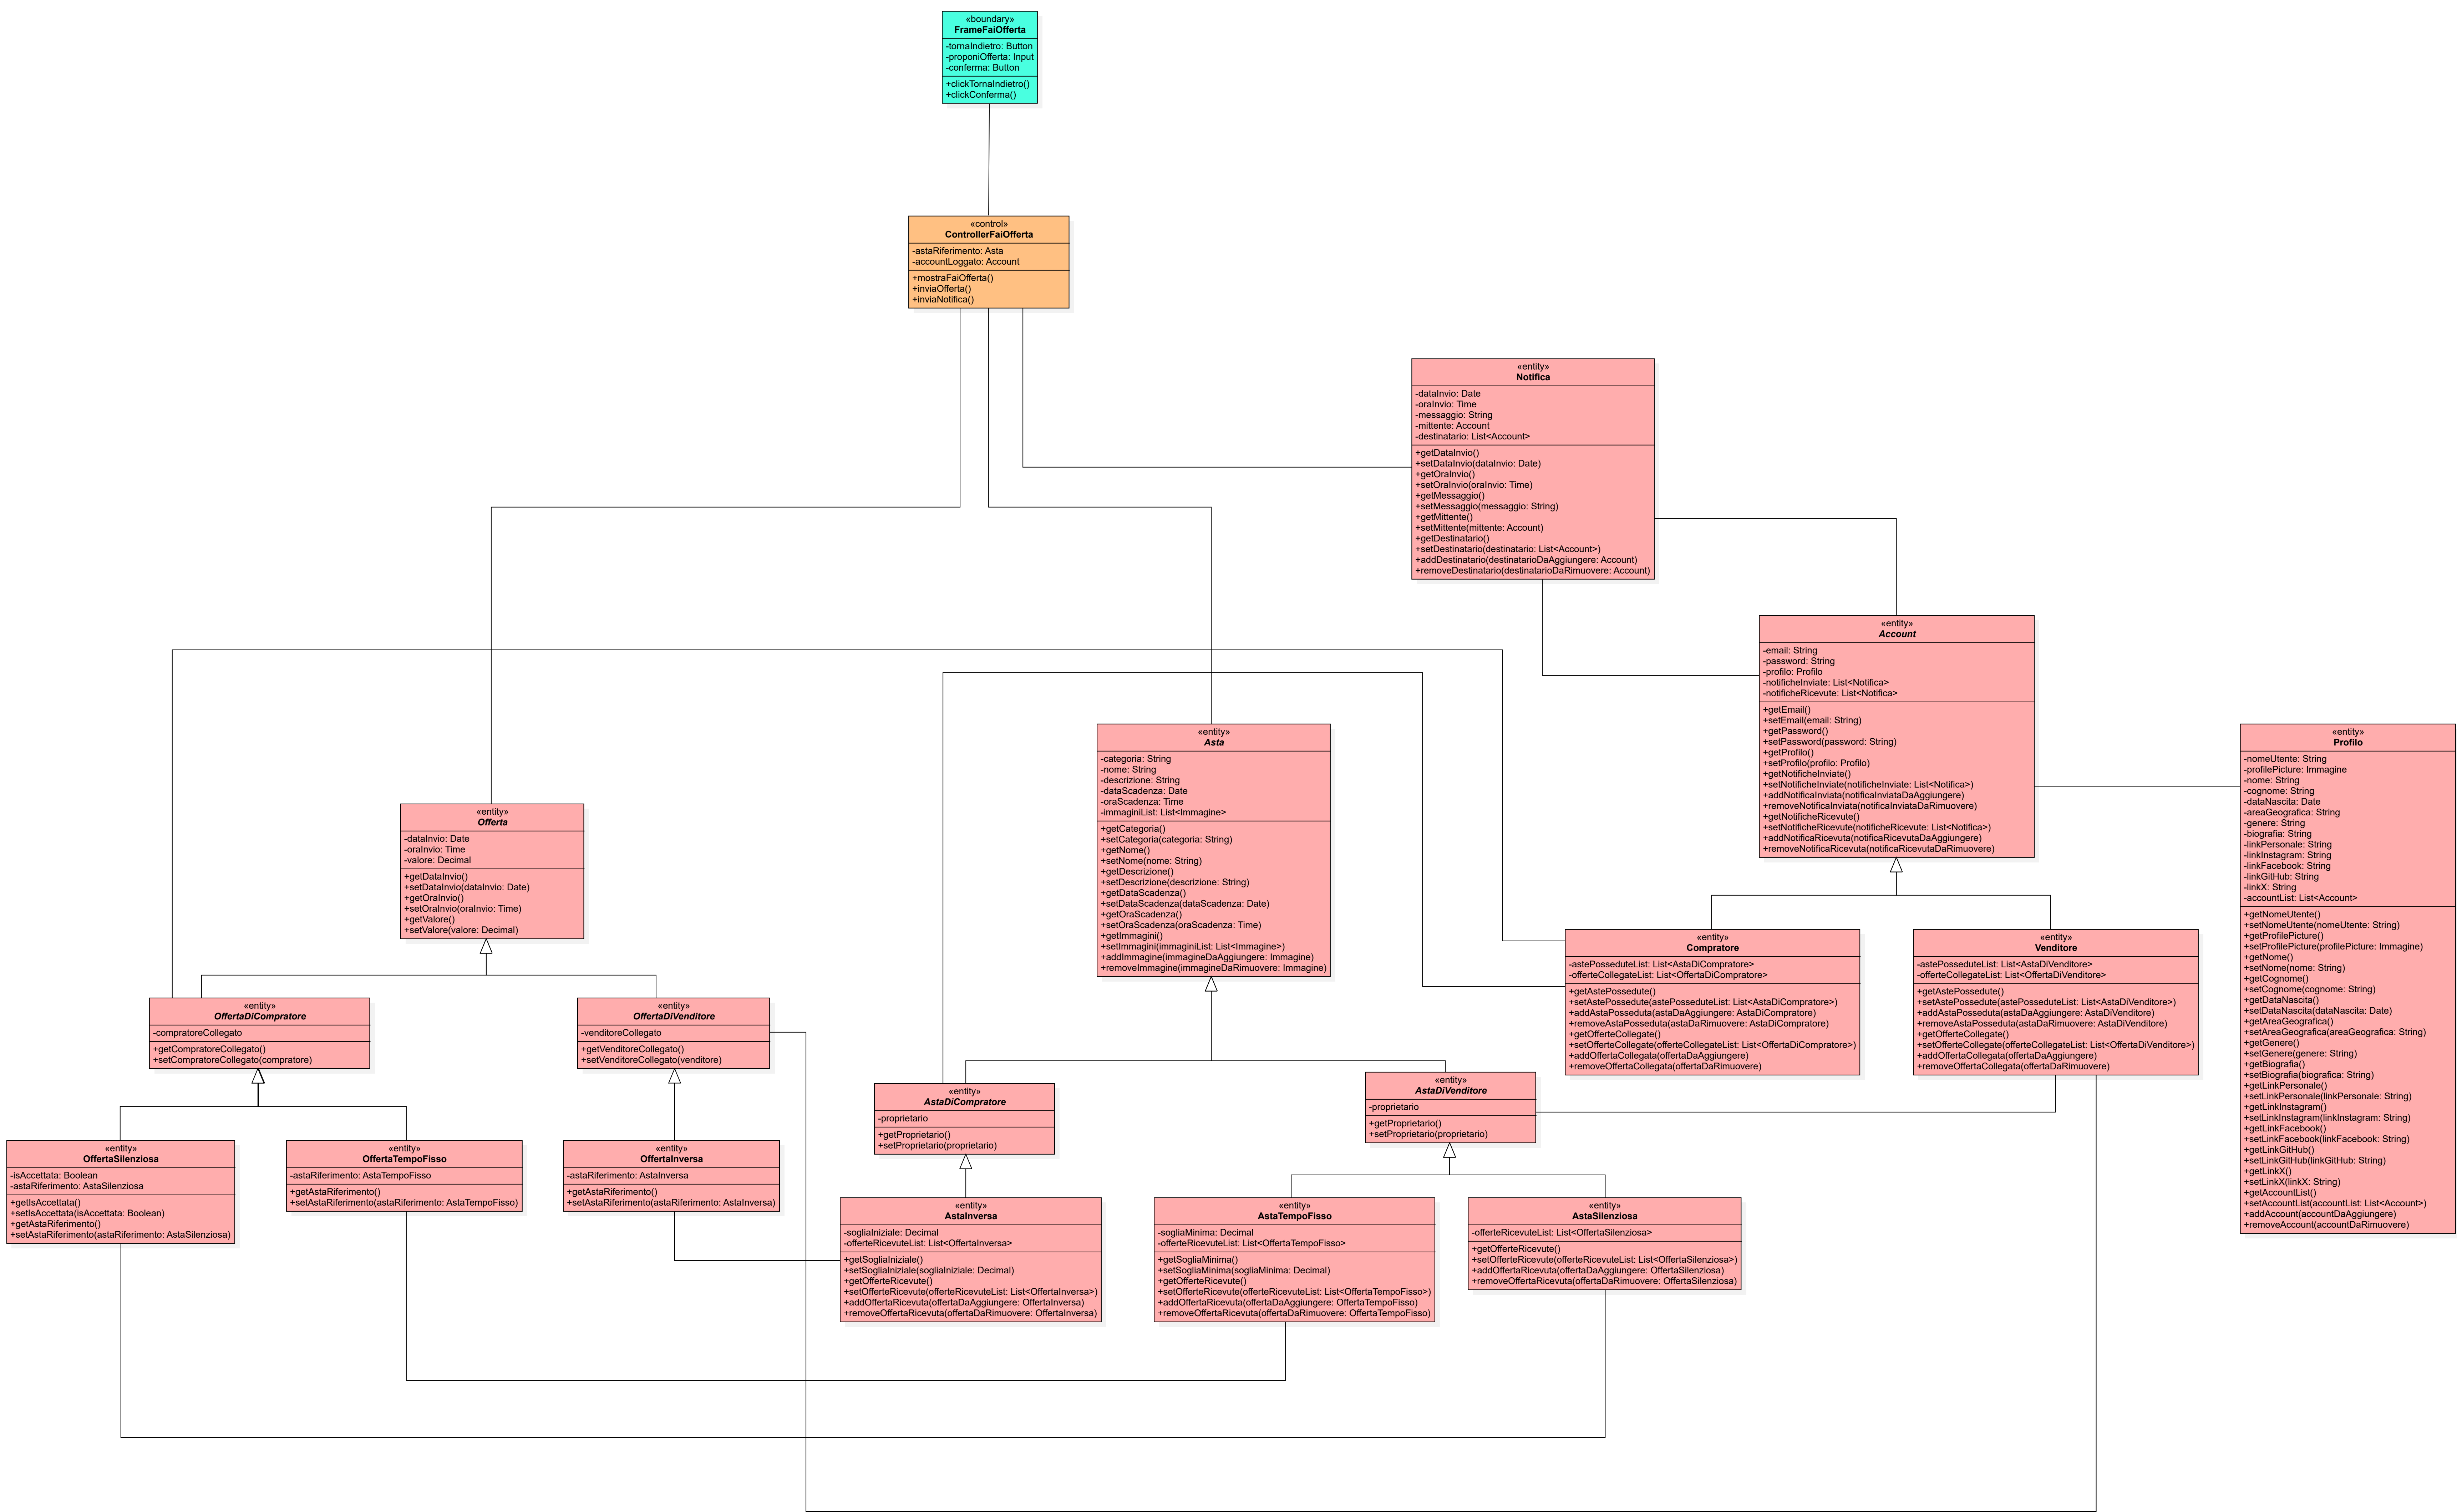 «boundary»
FrameFaiOfferta
-tornaIndietro: Button
-proponiOfferta: Input
-conferma: Button
+clickTornaIndietro()
+clickConferma()
«control»
ControllerFaiOfferta
-astaRiferimento: Asta
-accountLoggato: Account
+mostraFaiOfferta()
+inviaOfferta()
+inviaNotifica()
«entity»
Notifica
-dataInvio: Date
-oraInvio: Time
-messaggio: String
-mittente: Account
-destinatario: List<Account>
+getDataInvio()
+setDataInvio(dataInvio: Date)
+getOraInvio()
+setOraInvio(oraInvio: Time)
+getMessaggio()
+setMessaggio(messaggio: String)
+getMittente()
+setMittente(mittente: Account)
+getDestinatario()
+setDestinatario(destinatario: List<Account>)
+addDestinatario(destinatarioDaAggiungere: Account)
+removeDestinatario(destinatarioDaRimuovere: Account)
«entity»
Account
-email: String
-password: String
-profilo: Profilo
-notificheInviate: List<Notifica>
-notificheRicevute: List<Notifica>
+getEmail()
+setEmail(email: String)
+getPassword()
+setPassword(password: String)
+getProfilo()
+setProfilo(profilo: Profilo)
+getNotificheInviate()
+setNotificheInviate(notificheInviate: List<Notifica>)
+addNotificaInviata(notificaInviataDaAggiungere)
+removeNotificaInviata(notificaInviataDaRimuovere)
+getNotificheRicevute()
+setNotificheRicevute(notificheRicevute: List<Notifica>)
+addNotificaRicevuta(notificaRicevutaDaAggiungere)
+removeNotificaRicevuta(notificaRicevutaDaRimuovere)
«entity»
Profilo
-nomeUtente: String
-profilePicture: Immagine
-nome: String
-cognome: String
-dataNascita: Date
-areaGeografica: String
-genere: String
-biografia: String
-linkPersonale: String
-linkInstagram: String
-linkFacebook: String
-linkGitHub: String
-linkX: String
-accountList: List<Account>
+getNomeUtente()
+setNomeUtente(nomeUtente: String)
+getProfilePicture()
+setProfilePicture(profilePicture: Immagine)
+getNome()
+setNome(nome: String)
+getCognome()
+setCognome(cognome: String)
+getDataNascita()
+setDataNascita(dataNascita: Date)
+getAreaGeografica()
+setAreaGeografica(areaGeografica: String)
+getGenere()
+setGenere(genere: String)
+getBiografia()
+setBiografia(biografica: String)
+getLinkPersonale()
+setLinkPersonale(linkPersonale: String)
+getLinkInstagram()
+setLinkInstagram(linkInstagram: String)
+getLinkFacebook()
+setLinkFacebook(linkFacebook: String)
+getLinkGitHub()
+setLinkGitHub(linkGitHub: String)
+getLinkX()
+setLinkX(linkX: String)
+getAccountList()
+setAccountList(accountList: List<Account>)
+addAccount(accountDaAggiungere)
+removeAccount(accountDaRimuovere)
«entity»
Asta
-categoria: String
-nome: String
-descrizione: String
-dataScadenza: Date
-oraScadenza: Time
-immaginiList: List<Immagine>
+getCategoria()
+setCategoria(categoria: String)
+getNome()
+setNome(nome: String)
+getDescrizione()
+setDescrizione(descrizione: String)
+getDataScadenza()
+setDataScadenza(dataScadenza: Date)
+getOraScadenza()
+setOraScadenza(oraScadenza: Time)
+getImmagini()
+setImmagini(immaginiList: List<Immagine>)
+addImmagine(immagineDaAggiungere: Immagine)
+removeImmagine(immagineDaRimuovere: Immagine)
«entity»
Offerta
-dataInvio: Date
-oraInvio: Time
-valore: Decimal
+getDataInvio()
+setDataInvio(dataInvio: Date)
+getOraInvio()
+setOraInvio(oraInvio: Time)
+getValore()
+setValore(valore: Decimal)
«entity»
Compratore
-astePosseduteList: List<AstaDiCompratore>
-offerteCollegateList: List<OffertaDiCompratore>
+getAstePossedute()
+setAstePossedute(astePosseduteList: List<AstaDiCompratore>)
+addAstaPosseduta(astaDaAggiungere: AstaDiCompratore)
+removeAstaPosseduta(astaDaRimuovere: AstaDiCompratore)
+getOfferteCollegate()
+setOfferteCollegate(offerteCollegateList: List<OffertaDiCompratore>)
+addOffertaCollegata(offertaDaAggiungere)
+removeOffertaCollegata(offertaDaRimuovere)
«entity»
Venditore
-astePosseduteList: List<AstaDiVenditore>
-offerteCollegateList: List<OffertaDiVenditore>
+getAstePossedute()
+setAstePossedute(astePosseduteList: List<AstaDiVenditore>)
+addAstaPosseduta(astaDaAggiungere: AstaDiVenditore)
+removeAstaPosseduta(astaDaRimuovere: AstaDiVenditore)
+getOfferteCollegate()
+setOfferteCollegate(offerteCollegateList: List<OffertaDiVenditore>)
+addOffertaCollegata(offertaDaAggiungere)
+removeOffertaCollegata(offertaDaRimuovere)
«entity»
OffertaDiCompratore
-compratoreCollegato
+getCompratoreCollegato()
+setCompratoreCollegato(compratore)
«entity»
OffertaDiVenditore
-venditoreCollegato
+getVenditoreCollegato()
+setVenditoreCollegato(venditore)
«entity»
AstaDiCompratore
-proprietario
+getProprietario()
+setProprietario(proprietario)
«entity»
AstaDiVenditore
-proprietario
+getProprietario()
+setProprietario(proprietario)
«entity»
OffertaSilenziosa
-isAccettata: Boolean
-astaRiferimento: AstaSilenziosa
+getIsAccettata()
+setIsAccettata(isAccettata: Boolean)
+getAstaRiferimento()
+setAstaRiferimento(astaRiferimento: AstaSilenziosa)
«entity»
OffertaTempoFisso
-astaRiferimento: AstaTempoFisso
+getAstaRiferimento()
+setAstaRiferimento(astaRiferimento: AstaTempoFisso)
«entity»
OffertaInversa
-astaRiferimento: AstaInversa
+getAstaRiferimento()
+setAstaRiferimento(astaRiferimento: AstaInversa)
«entity»
AstaInversa
-sogliaIniziale: Decimal
-offerteRicevuteList: List<OffertaInversa>
+getSogliaIniziale()
+setSogliaIniziale(sogliaIniziale: Decimal)
+getOfferteRicevute()
+setOfferteRicevute(offerteRicevuteList: List<OffertaInversa>)
+addOffertaRicevuta(offertaDaAggiungere: OffertaInversa)
+removeOffertaRicevuta(offertaDaRimuovere: OffertaInversa)
«entity»
AstaTempoFisso
-sogliaMinima: Decimal
-offerteRicevuteList: List<OffertaTempoFisso>
+getSogliaMinima()
+setSogliaMinima(sogliaMinima: Decimal)
+getOfferteRicevute()
+setOfferteRicevute(offerteRicevuteList: List<OffertaTempoFisso>)
+addOffertaRicevuta(offertaDaAggiungere: OffertaTempoFisso)
+removeOffertaRicevuta(offertaDaRimuovere: OffertaTempoFisso)
«entity»
AstaSilenziosa
-offerteRicevuteList: List<OffertaSilenziosa>
+getOfferteRicevute()
+setOfferteRicevute(offerteRicevuteList: List<OffertaSilenziosa>)
+addOffertaRicevuta(offertaDaAggiungere: OffertaSilenziosa)
+removeOffertaRicevuta(offertaDaRimuovere: OffertaSilenziosa)